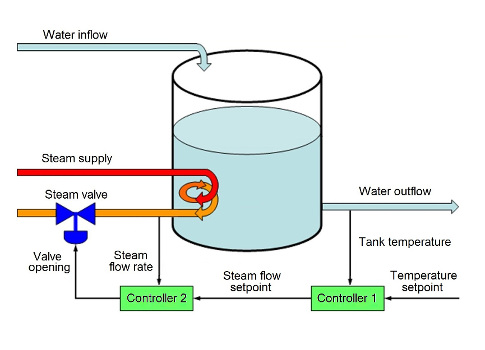 Water inflow
Steam supply
Steam valve
Water outflow
Tank temperature
Valve
opening
Steam
flow rate
Steam flow
setpoint
Temperature
setpoint
Controller 2
Controller 1